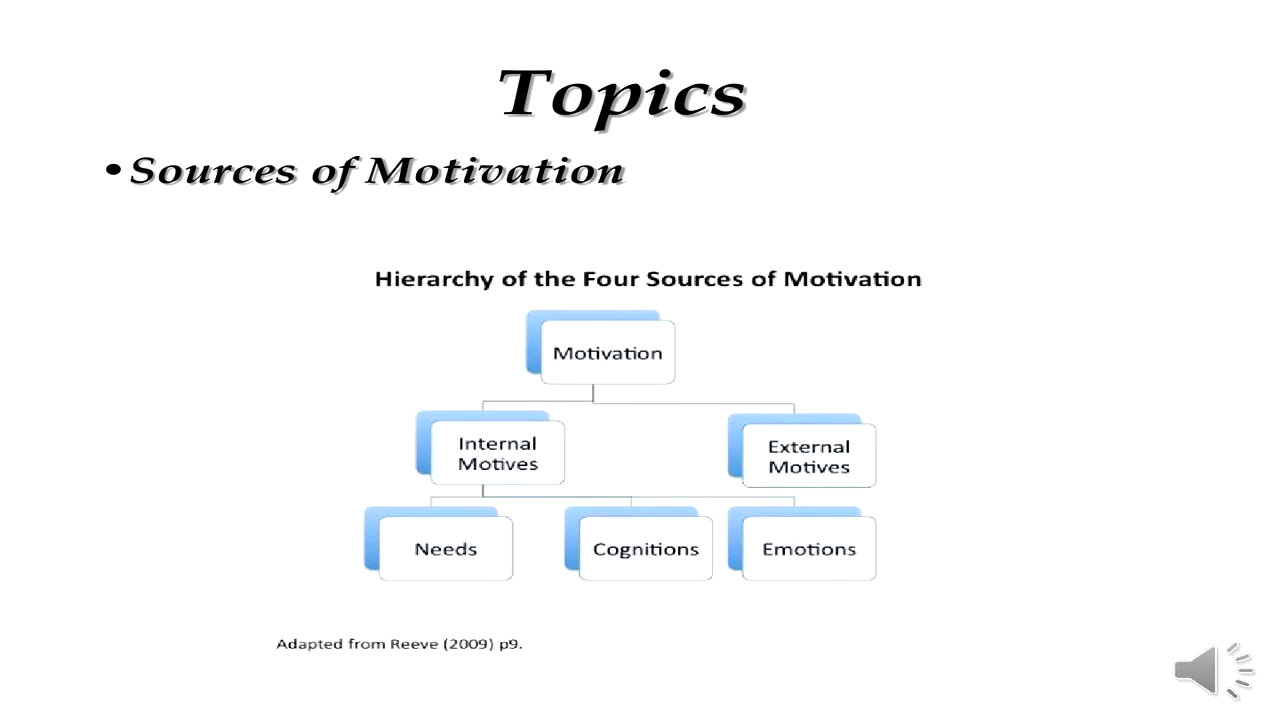 Topics
• Sources of Motivation
Hierarchy of the Four Sources of Motivation
Motivation
Internal
Motives
External
Motives
Needs
Cognitions
Emotions
Adapted from Reeve (2009) p9.